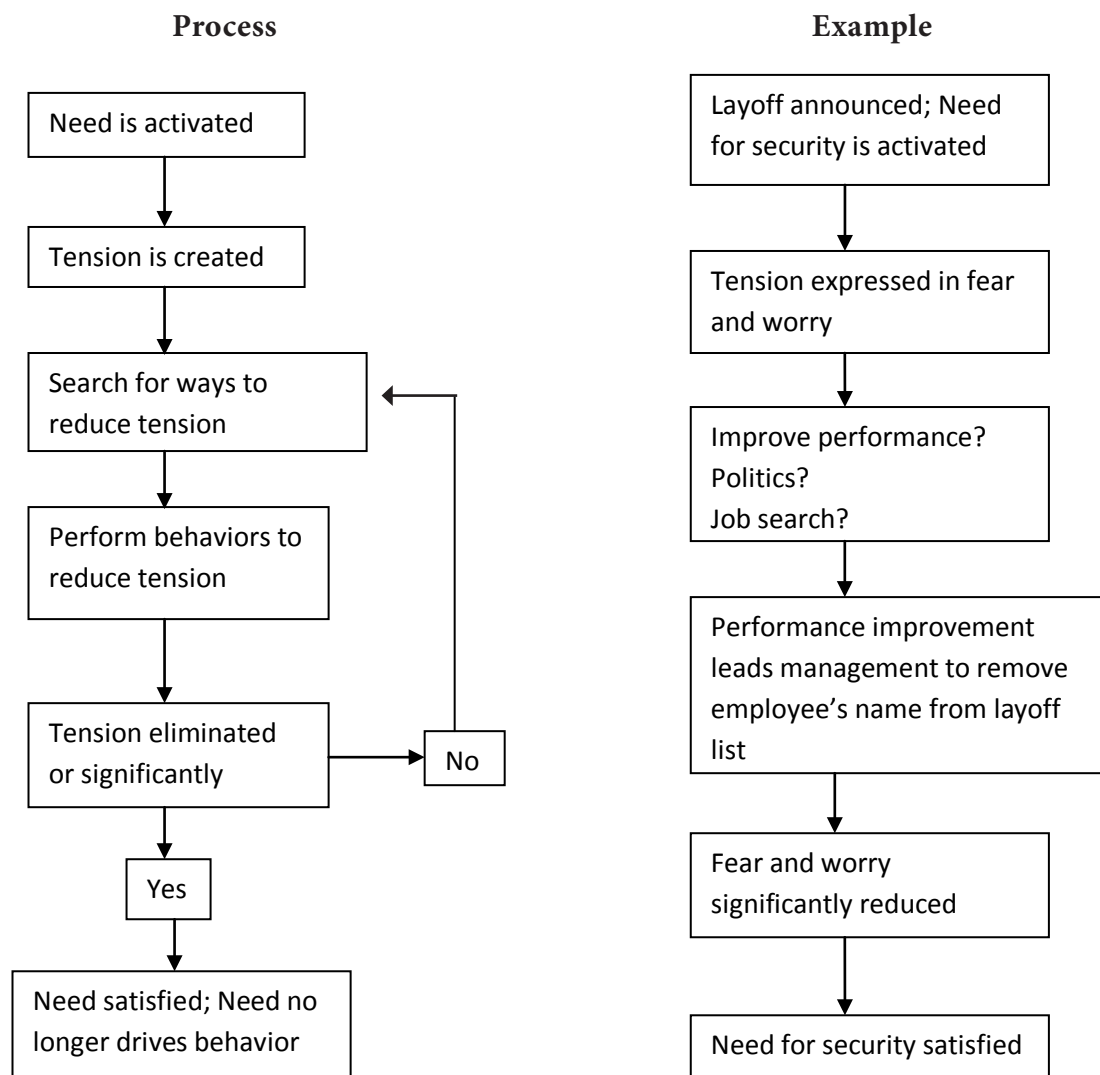 Process
Need is activated
Tension is created
Search for ways to
reduce tension
Perform behaviors to
reduce tension
Tension eliminated
or significantly
No
Yes
Need satisfied; Need no
longer drives behavior
Example
Layoff announced; Need
for security is activated
Tension expressed in fear
and worry
Improve performance?
Politics?
Job search?
Performance improvement
leads management to remove
employee’s name from layoff
list
Fear and worry
significantly reduced
Need for security satisfied